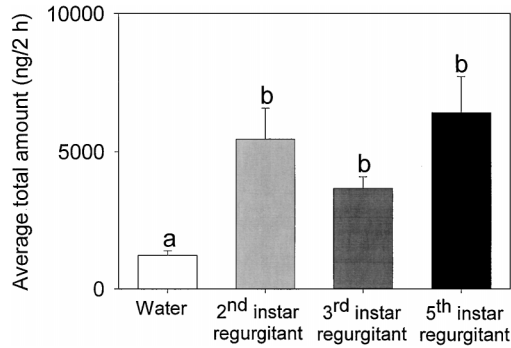 Average total amount (ng/2 h)
10000
5000
0
a
b
b
b
Water
2nd instar
regurgitant
3rd instar
regurgitant
5th instar
regurgitant